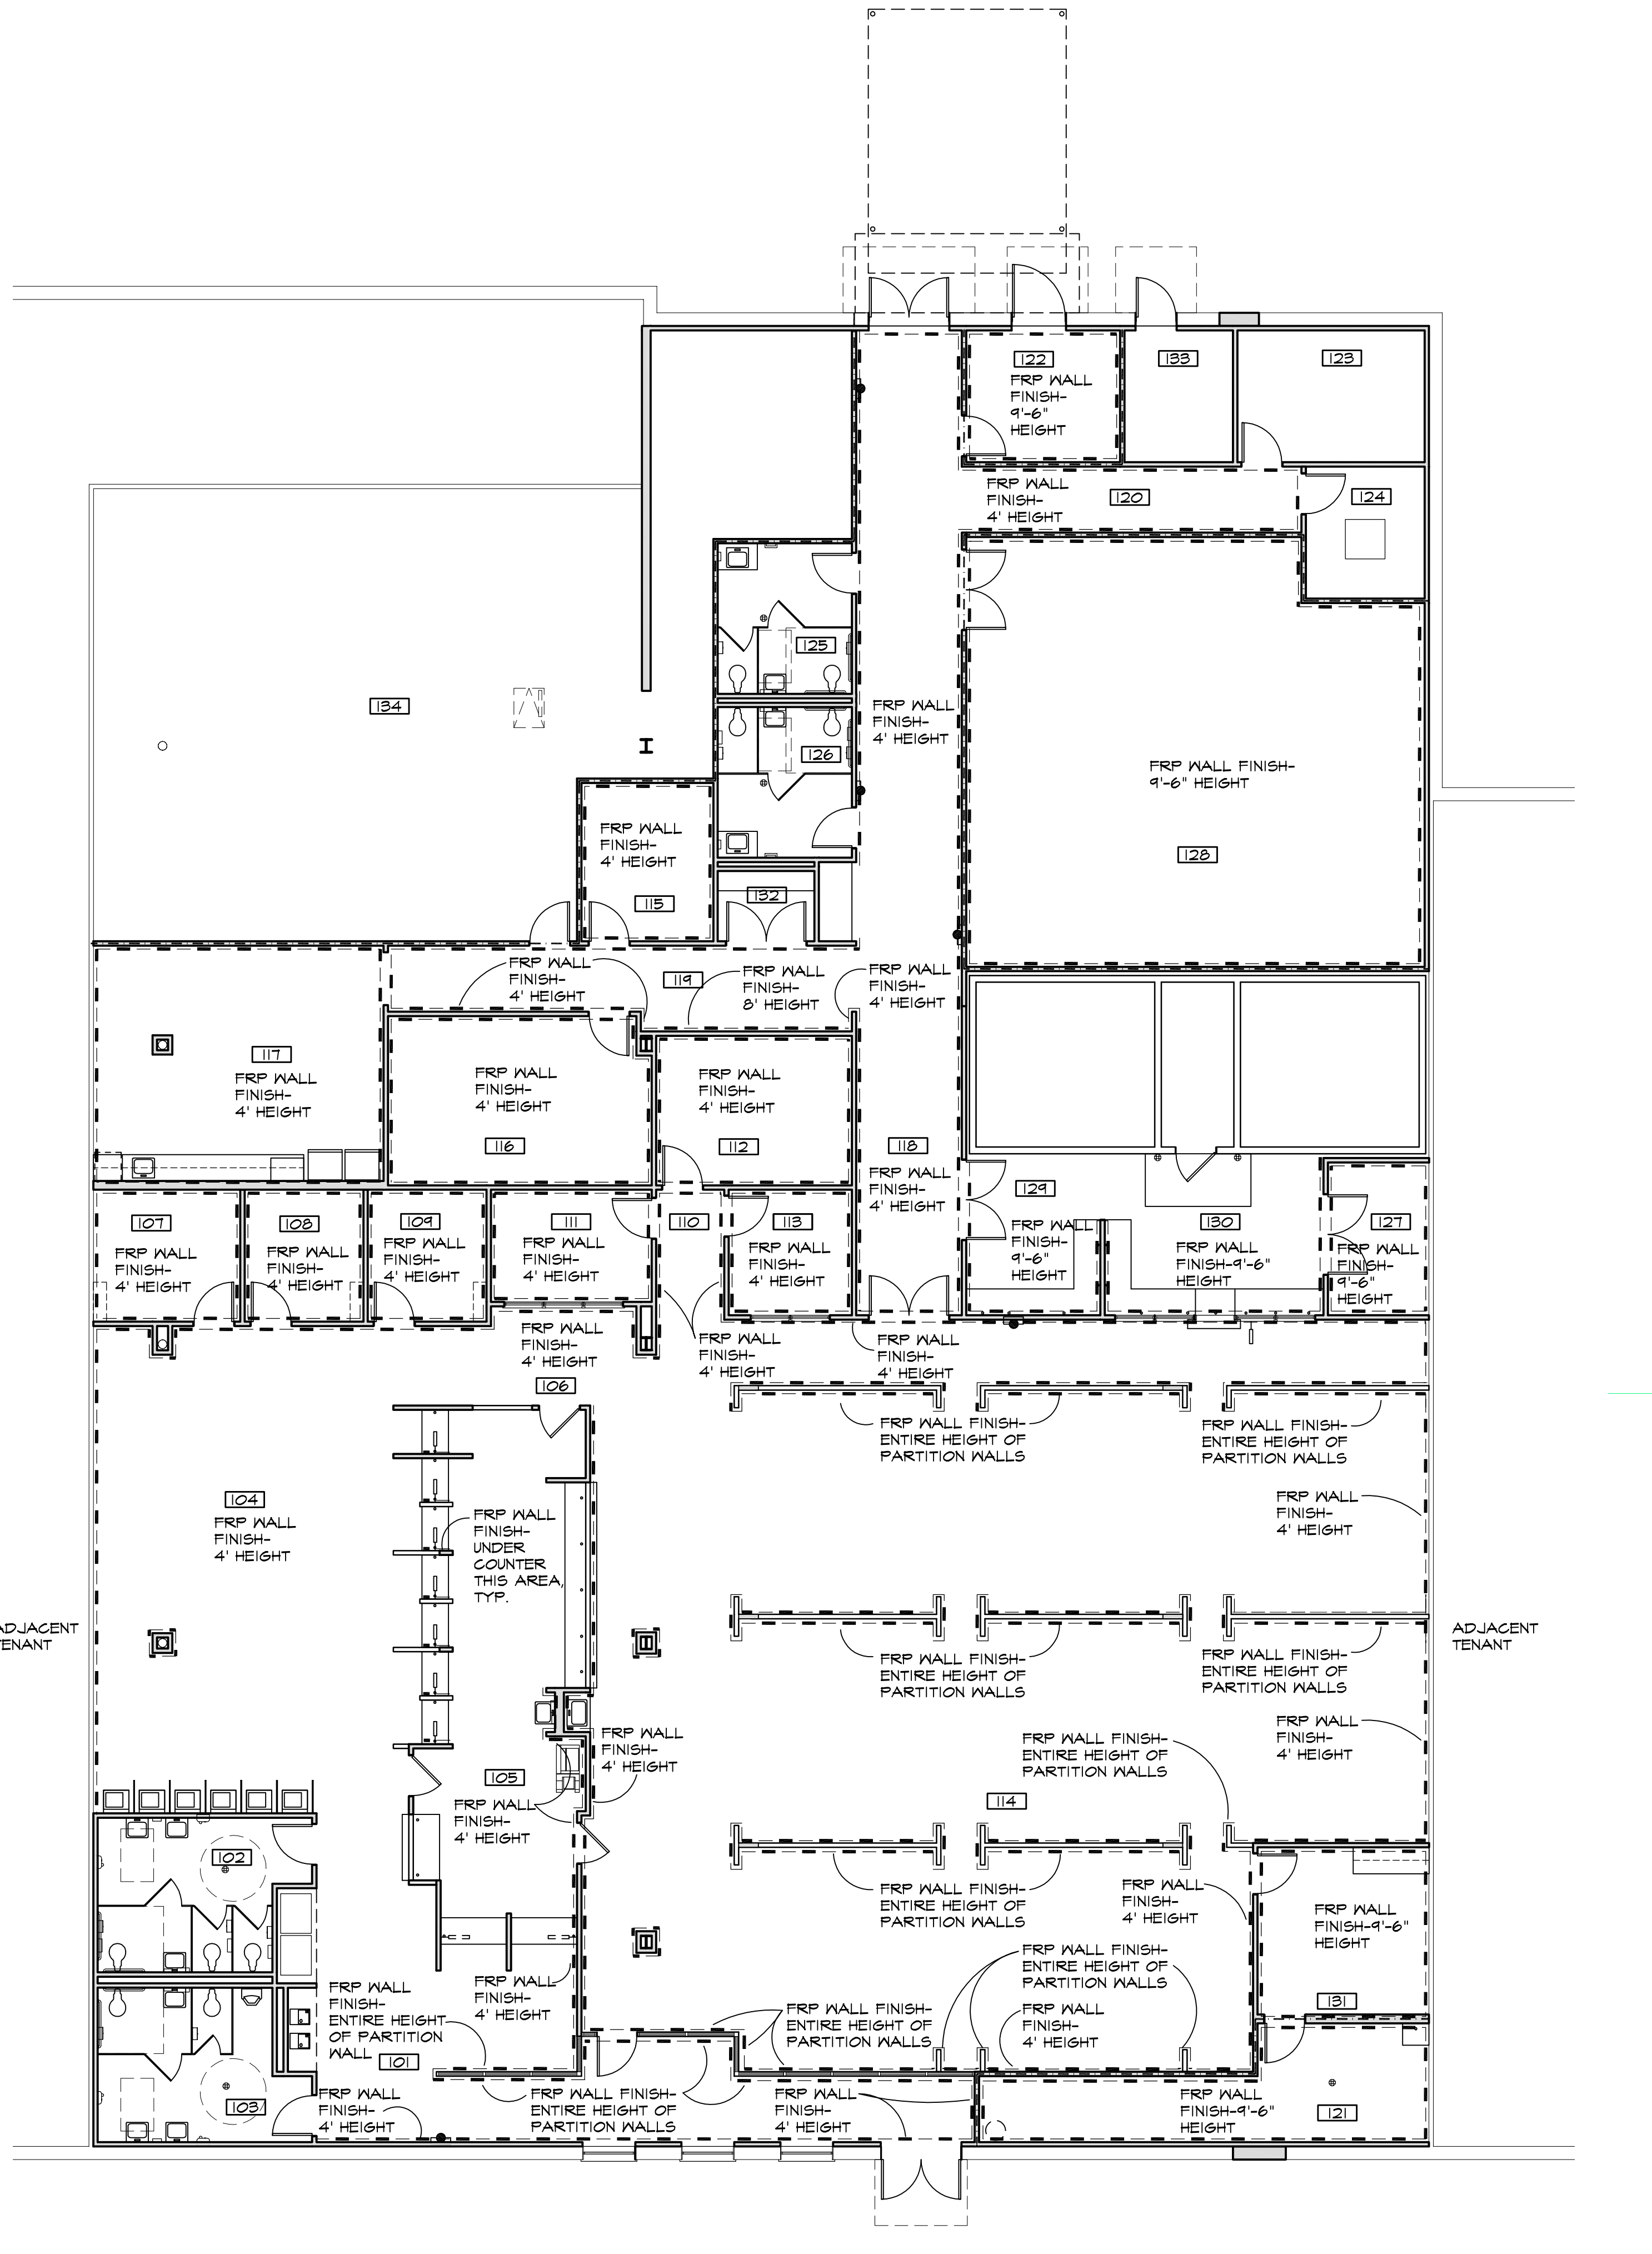 122
FRP WALL
FINISH-
9'-6"
HEIGHT
133
123
FRP WALL
FINISH-
4' HEIGHT
120
124
125
134
FRP WALL
FINISH-
4' HEIGHT
126
FRP WALL FINISH-
9'-6" HEIGHT
128
FRP WALL
FINISH-
4' HEIGHT
115
132
FRP WALL
FINISH-
4' HEIGHT
119
FRP WALL
FINISH-
8' HEIGHT
FRP WALL
FINISH-
4' HEIGHT
117
FRP WALL
FINISH-
4' HEIGHT
FRP WALL
FINISH-
4' HEIGHT
116
FRP WALL
FINISH-
4' HEIGHT
112
118
FRP WALL
FINISH-
4' HEIGHT
129
FRP WALL
FINISH-
9'-6"
HEIGHT
130
FRP WALL
FINISH-9'-6"
HEIGHT
127
FRP WALL
FINISH-
9'-6"
HEIGHT
107
FRP WALL
FINISH-
4' HEIGHT
108
FRP WALL
FINISH-
4' HEIGHT
109
FRP WALL
FINISH-
4' HEIGHT
111
FRP WALL
FINISH-
4' HEIGHT
110
113
FRP WALL
FINISH-
4' HEIGHT
FRP WALL
FINISH-
4' HEIGHT
FRP WALL
FINISH-
4' HEIGHT
FRP WALL
FINISH-
4' HEIGHT
106
FRP WALL FINISH-
ENTIRE HEIGHT OF
PARTITION WALLS
FRP WALL FINISH-
ENTIRE HEIGHT OF
PARTITION WALLS
104
FRP WALL
FINISH-
4' HEIGHT
FRP WALL
FINISH-
UNDER
COUNTER
THIS AREA,
TYP.
FRP WALL
FINISH-
4' HEIGHT
ADJACENT
TENANT
ADJACENT
TENANT
FRP WALL FINISH-
ENTIRE HEIGHT OF
PARTITION WALLS
FRP WALL FINISH-
ENTIRE HEIGHT OF
PARTITION WALLS
FRP WALL
FINISH-
4' HEIGHT
FRP WALL FINISH-
ENTIRE HEIGHT OF
PARTITION WALLS
FRP WALL
FINISH-
4' HEIGHT
105
FRP WALL
FINISH-
4' HEIGHT
114
102
FRP WALL FINISH-
ENTIRE HEIGHT OF
PARTITION WALLS
FRP WALL
FINISH-
4' HEIGHT
FRP WALL
FINISH-9'-6"
HEIGHT
FRP WALL FINISH-
ENTIRE HEIGHT OF
PARTITION WALLS
FRP WALL
FINISH-
ENTIRE HEIGHT
OF PARTITION
WALL
FRP WALL
FINISH-
4' HEIGHT
FRP WALL FINISH-
ENTIRE HEIGHT OF
PARTITION WALLS
FRP WALL
FINISH-
4' HEIGHT
131
101
103
FRP WALL
FINISH-
4' HEIGHT
FRP WALL FINISH-
ENTIRE HEIGHT OF
PARTITION WALLS
FRP WALL
FINISH-
4' HEIGHT
FRP WALL
FINISH-9'-6"
HEIGHT
121